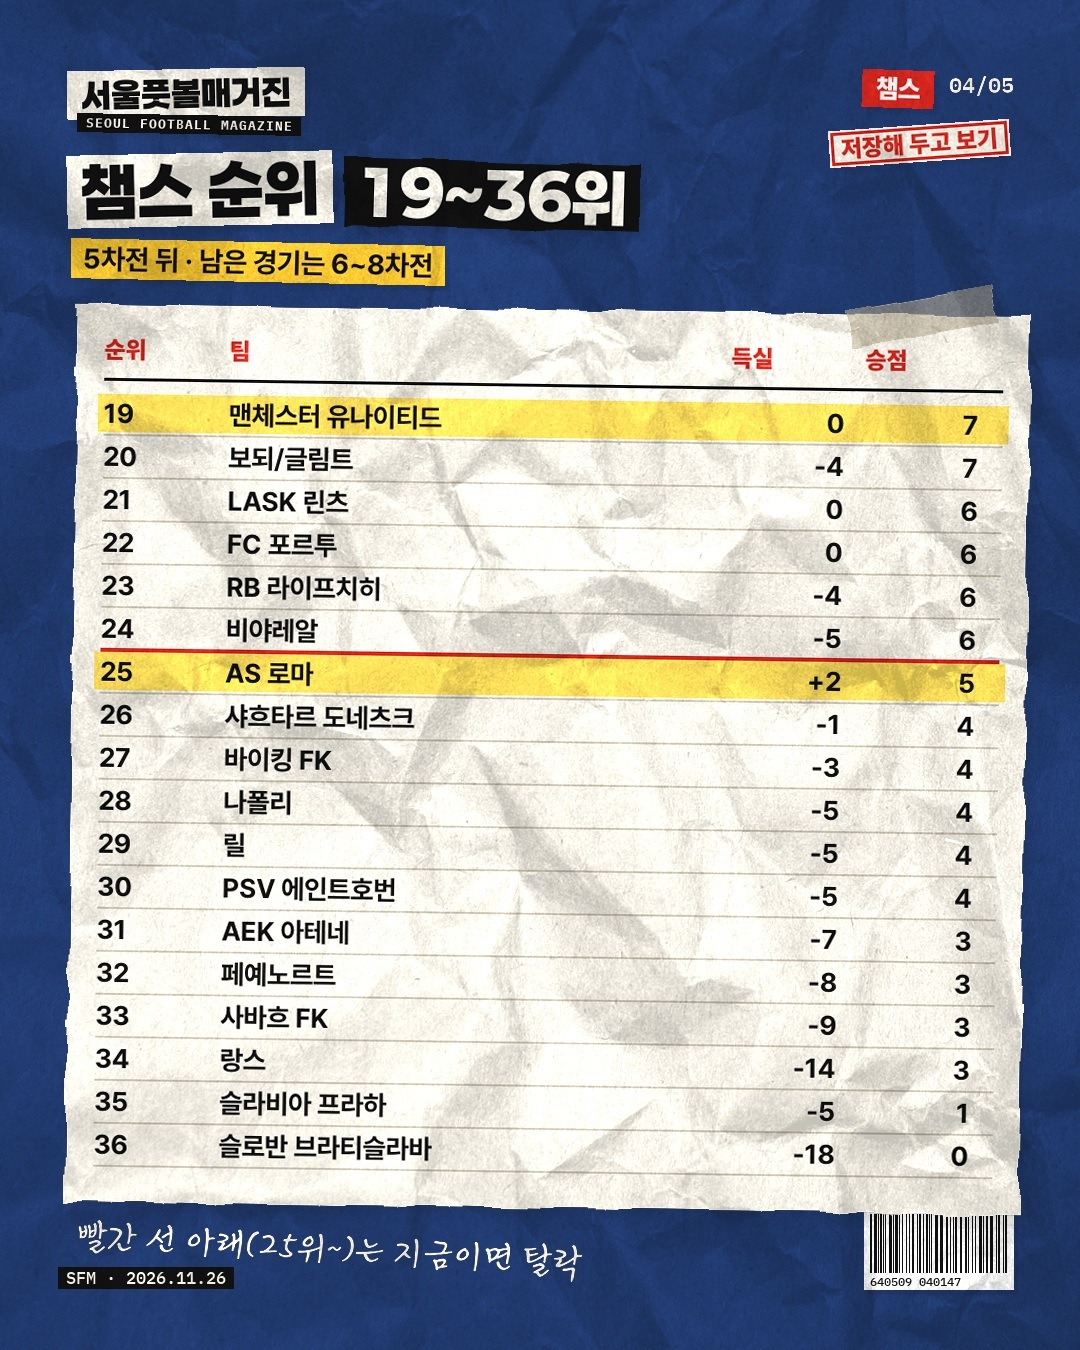 서울풋볼매거진
SEOUL FOOTBALL MAGAZINE
챔스 04/05
저장해 두고 보기
챔스 순위 19~36위
5차전 뒤 · 남은 경기는 6~8차전
순위 팀 득실 승점
19 맨체스터 유나이티드 0 7
20 보되/글림트 -4 7
21 LASK 린츠 0 6
22 FC 포르투 0 6
23 RB 라이프치히 -4 6
24 비야레알 -5 6
25 AS 로마 +2 5
26 샤흐타르 도네츠크 -1 4
27 바이킹 FK -3 4
28 나폴리 -5 4
29 릴 -5 4
30 PSV 에인트호번 -5 4
31 AEK 아테네 -7 3
32 페예노르트 -8 3
33 사바흐 FK -9 3
34 랑스 -14 3
35 슬라비아 프라하 -5 1
36 슬로반 브라티슬라바 -18 0
빨간 선 아래(25위~)는 지금이면 탈락
SFM · 2026.11.26
640509 040147